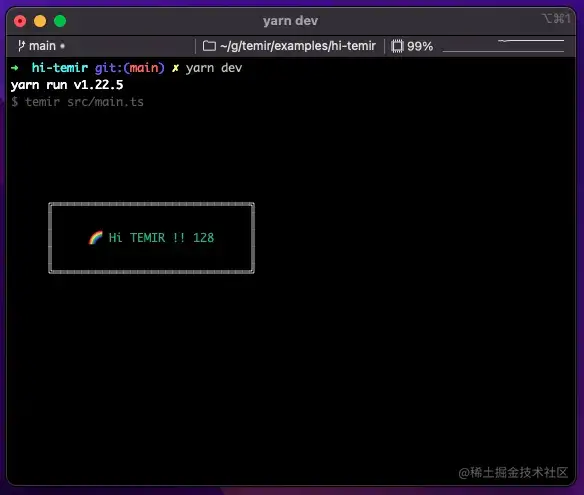 yarn dev
⌥⌘1
main
~/g/temir/examples/hi-temir
99%
➜ hi-temir git:(main) ✗ yarn dev
yarn run v1.22.5
$ temir src/main.ts
🌈 Hi TEMIR !! 128
@稀土掘金技术社区